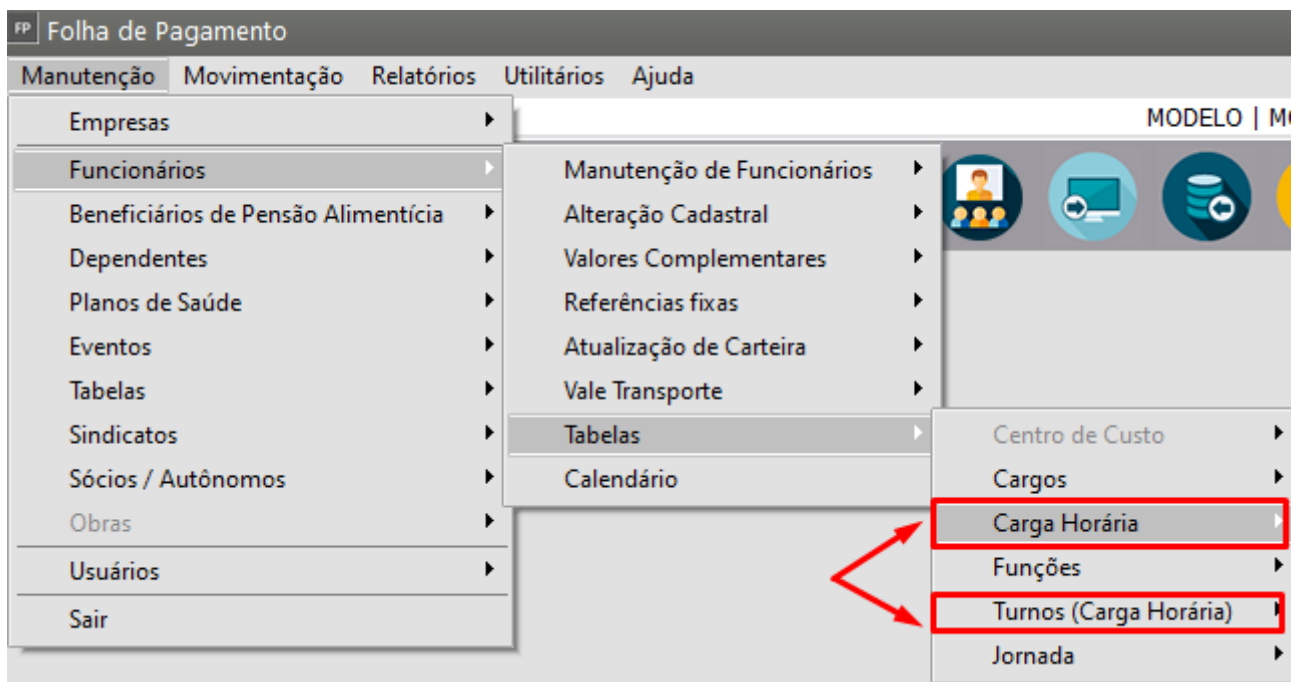 FP Folha de Pagamento
Manutenção Movimentação Relatórios Utilitários Ajuda
MODELO |
Empresas
Funcionários
Beneficiários de Pensão Alimentícia
Dependentes
Planos de Saúde
Eventos
Tabelas
Sindicatos
Sócios / Autônomos
Obras
Usuários
Sair
Manutenção de Funcionários
Alteração Cadastral
Valores Complementares
Referências fixas
Atualização de Carteira
Vale Transporte
Tabelas
Calendário
Centro de Custo
Cargos
Carga Horária
Funções
Turnos (Carga Horária)
Jornada